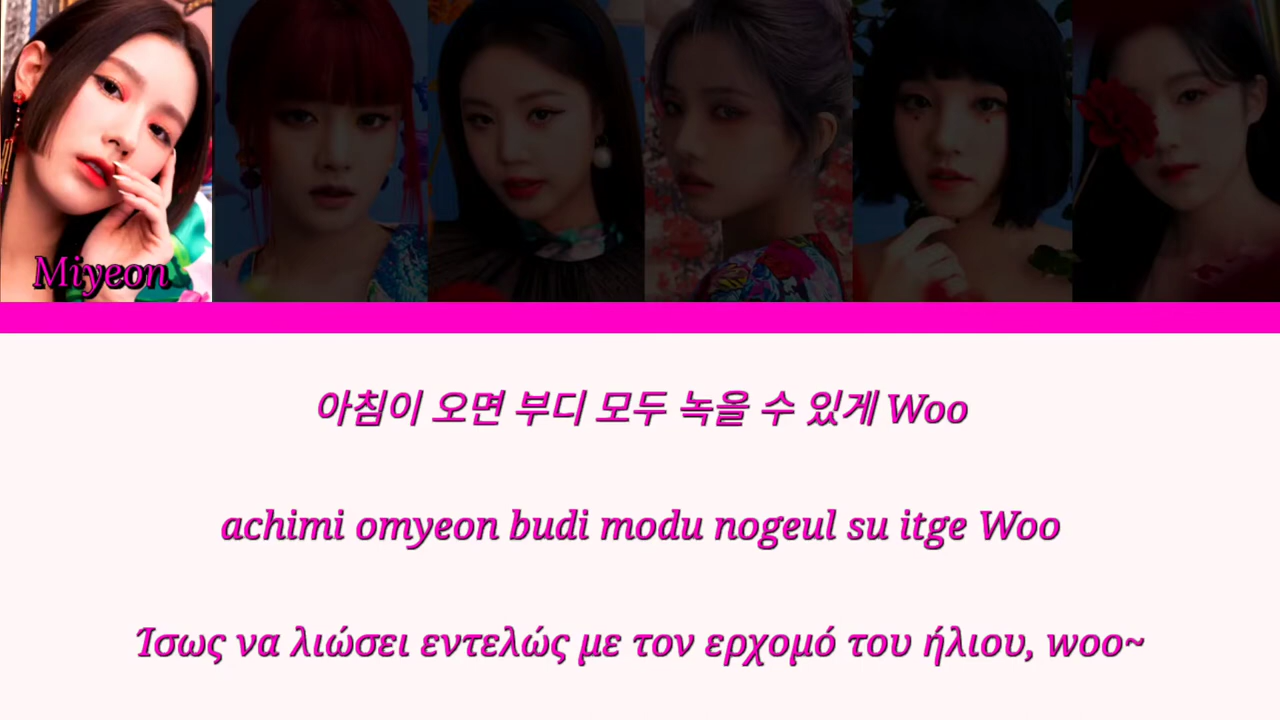 Miyeon
아침이 오면 부디 모두 녹을 수 있게 Woo
achimi omyeon budi modu nogeul su itge Woo
Ίσως να λιώσει εντελώς με τον ερχομό του ήλιου, woo~